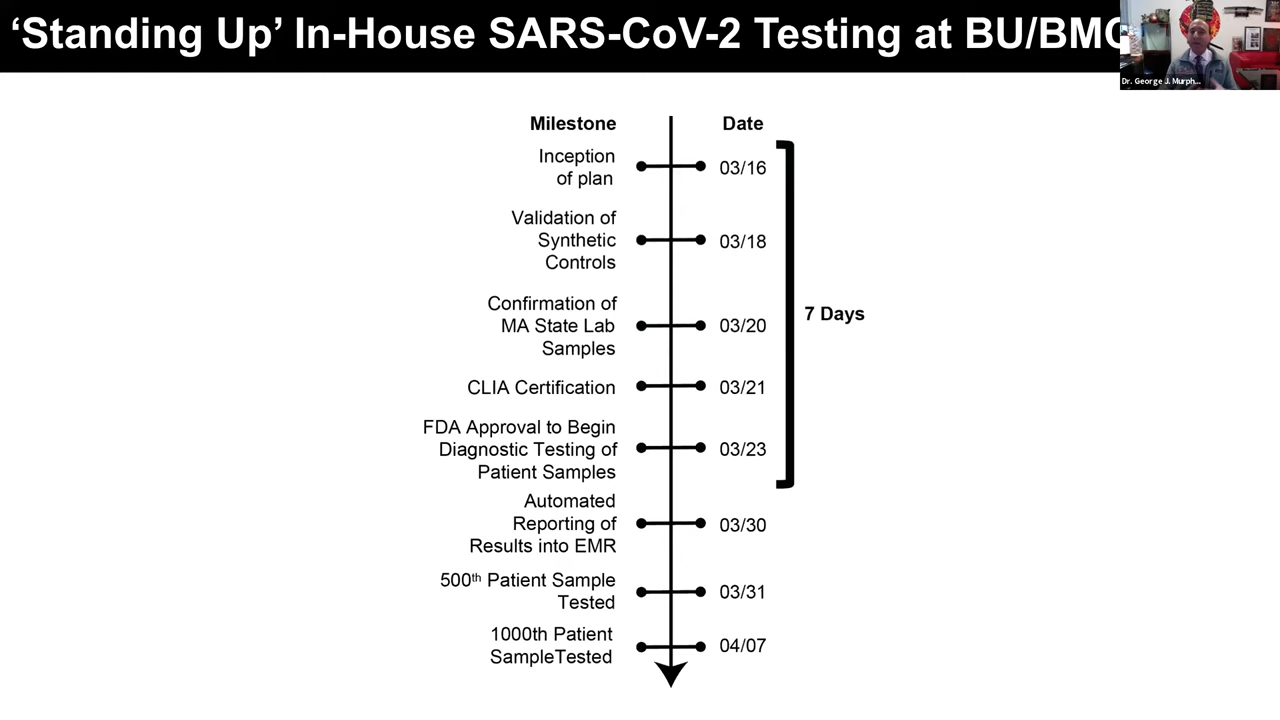 ‘Standing Up’ In-House SARS-CoV-2 Testing at BU/BMC
Dr. George J. Murph...
Milestone
Date
Inception
of plan
03/16
Validation of
Synthetic
Controls
03/18
Confirmation of
MA State Lab
Samples
03/20
7 Days
CLIA Certification
03/21
FDA Approval to Begin
Diagnostic Testing of
Patient Samples
03/23
Automated
Reporting of
Results into EMR
03/30
500th Patient Sample
Tested
03/31
1000th Patient
SampleTested
04/07